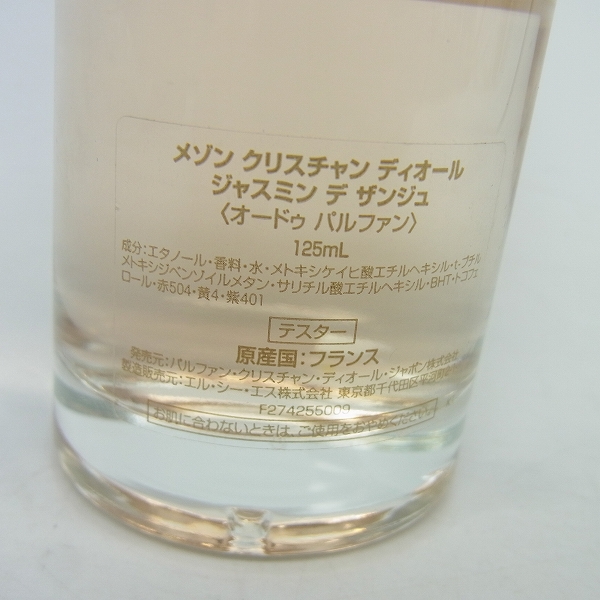 メゾン クリスチャン ディオール
ジャスミン デ ザンジュ
〈オードゥ パルファン〉
125mL
成分:エタノール・香料・水・メトキシケイヒ酸エチルヘキシル・t-ブチル
メトキシジベンゾイルメタン・サリチル酸エチルヘキシル・BHT・トコフェ
ロール・赤504・黄4・紫401
テスター
原産国:フランス
発売元:パルファン・クリスチャン・ディオール・ジャポン株式会社
製造販売元:エル・シー・エス株式会社 東京都千代田区平河町
F274255009
お肌に合わないときは、ご使用をおやめください。